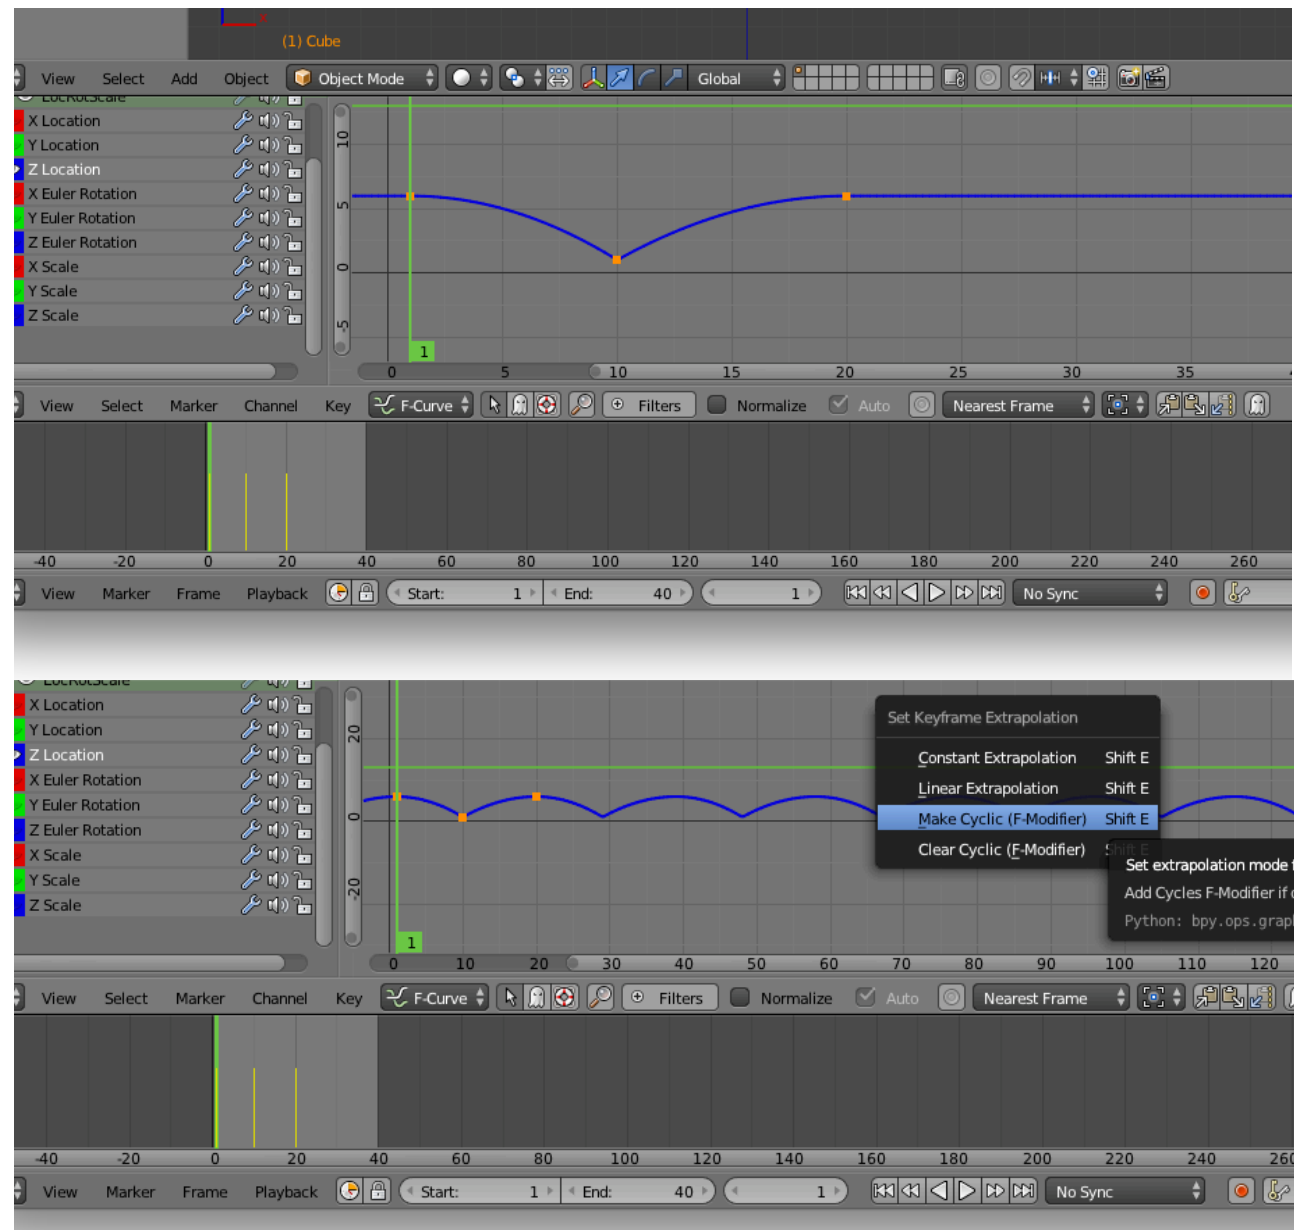 (1) Cube
View Select Add Object Object Mode Global
LocRotScale
X Location
Y Location
Z Location
X Euler Rotation
Y Euler Rotation
Z Euler Rotation
X Scale
Y Scale
Z Scale
10
5
0
-5
1
0 5 10 15 20 25 30 35
View Select Marker Channel Key F-Curve Filters Normalize Auto Nearest Frame
-40 -20 0 20 40 60 80 100 120 140 160 180 200 220 240 260
View Marker Frame Playback Start: 1 End: 40 1 No Sync
LocRotScale
X Location
Y Location
Z Location
X Euler Rotation
Y Euler Rotation
Z Euler Rotation
X Scale
Y Scale
Z Scale
20
0
-20
Set Keyframe Extrapolation
Constant Extrapolation Shift E
Linear Extrapolation Shift E
Make Cyclic (F-Modifier) Shift E
Clear Cyclic (F-Modifier) Shift E
Set extrapolation mode
Add Cycles F-Modifier if
Python: bpy.ops.grap
1
0 10 20 30 40 50 60 70 80 90 100 110 120
View Select Marker Channel Key F-Curve Filters Normalize Auto Nearest Frame
-40 -20 0 20 40 60 80 100 120 140 160 180 200 220 240 260
View Marker Frame Playback Start: 1 End: 40 1 No Sync